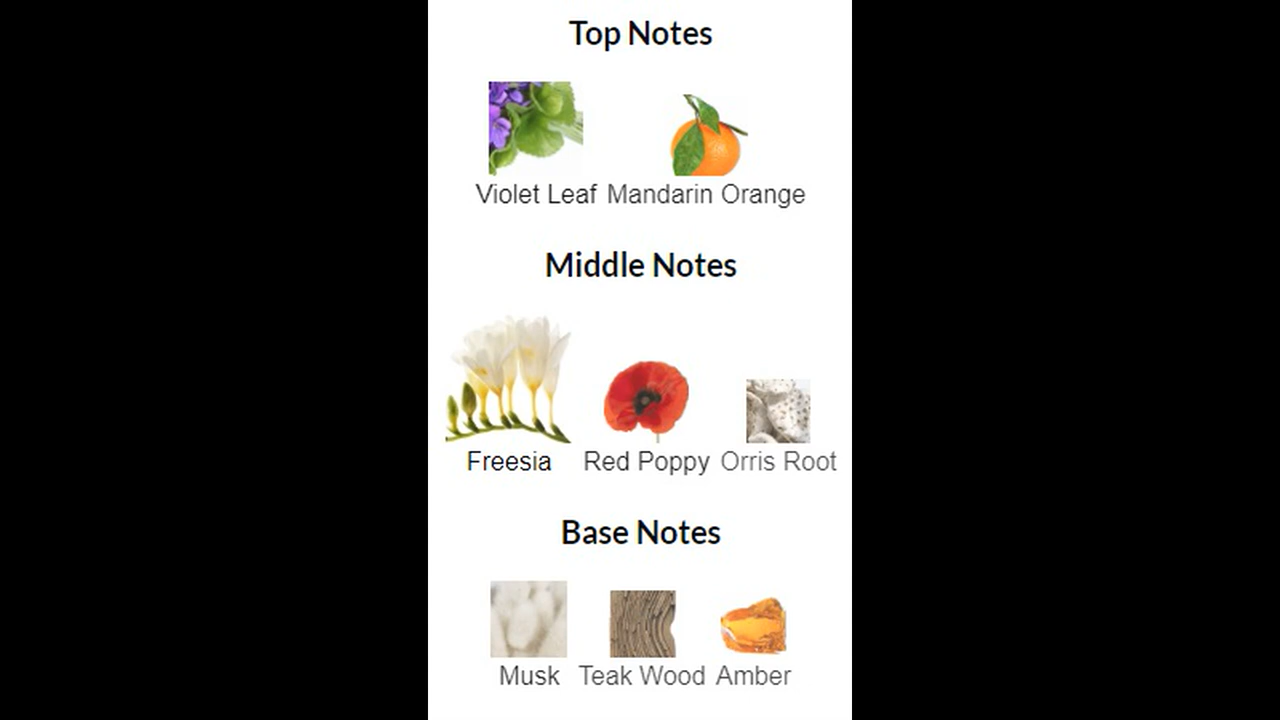 Top Notes
Violet Leaf Mandarin Orange
Middle Notes
Freesia Red Poppy Orris Root
Base Notes
Musk Teak Wood Amber